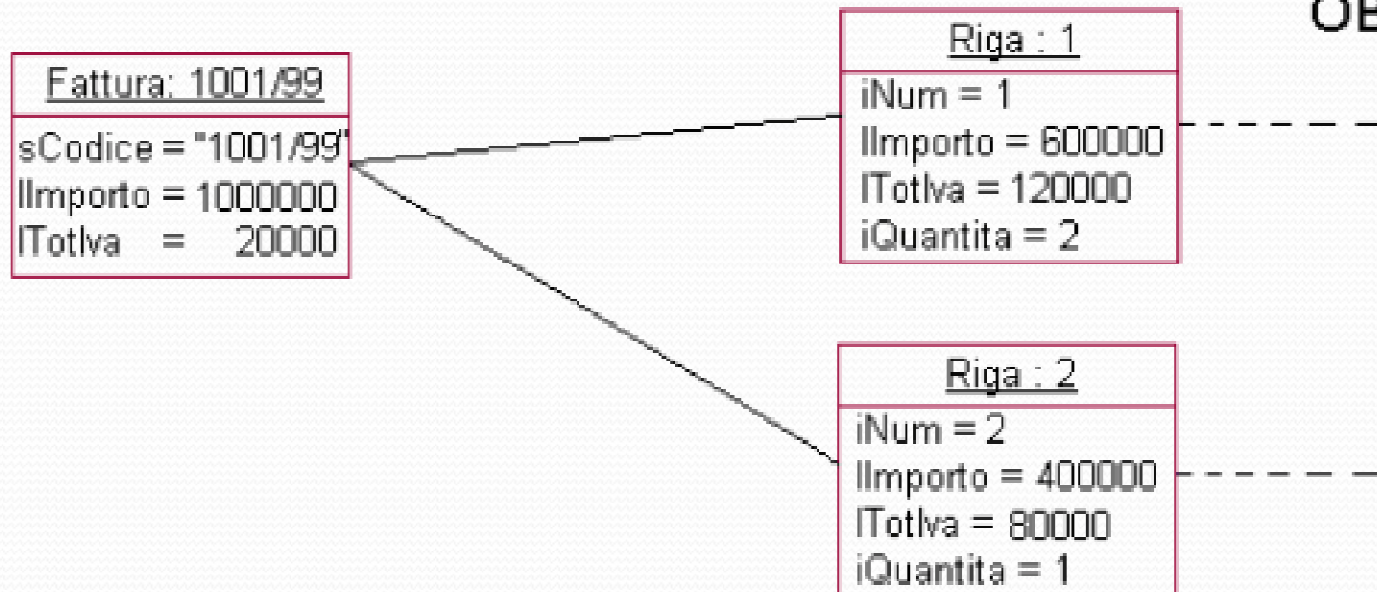 OB
Fattura: 1001/99
sCodice = "1001/99"
lImporto = 1000000
lTotIva = 20000
Riga : 1
iNum = 1
lImporto = 600000
lTotIva = 120000
iQuantita = 2
Riga : 2
iNum = 2
lImporto = 400000
lTotIva = 80000
iQuantita = 1